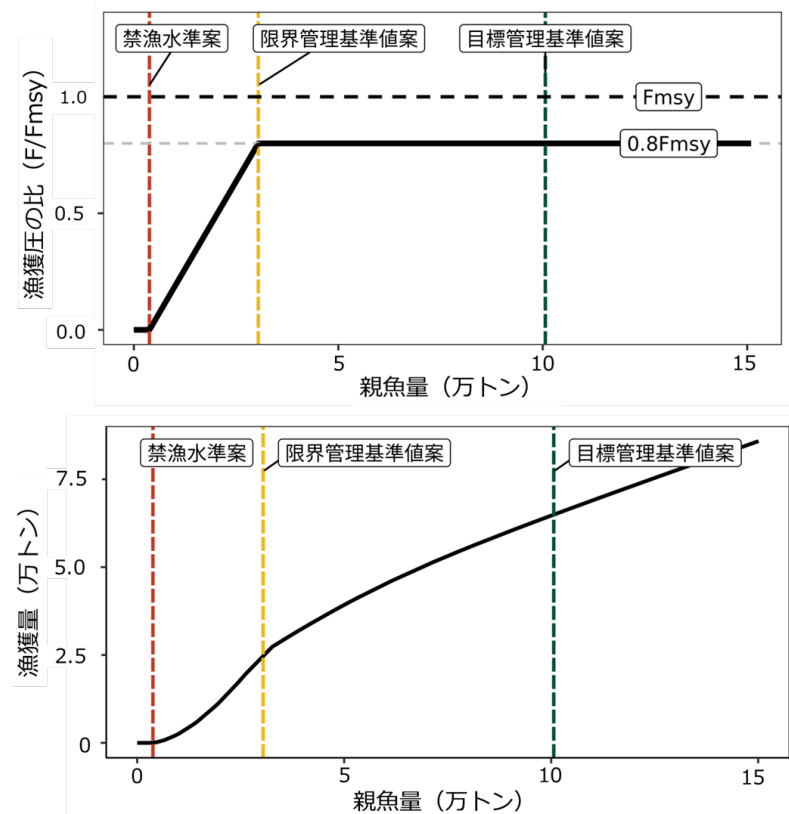 禁漁水準案
限界管理基準値案
目標管理基準値案
Fmsy
0.8Fmsy
漁獲圧の比（F/Fmsy）
1.0
0.5
0.0
0
5
10
15
親魚量（万トン）
禁漁水準案
限界管理基準値案
目標管理基準値案
漁獲量（万トン）
7.5
5.0
2.5
0
0
5
10
15
親魚量（万トン）